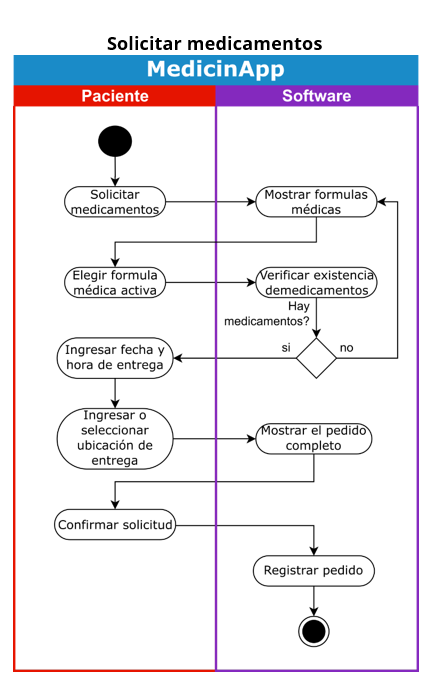 Solicitar medicamentos
MedicinApp
Paciente
Software
Solicitar
medicamentos
Mostrar formulas
médicas
Elegir formula
médica activa
Verificar existencia
demedicamentos
Hay
medicamentos?
si
no
Ingresar fecha y
hora de entrega
Ingresar o
seleccionar
ubicación de
entrega
Mostrar el pedido
completo
Confirmar solicitud
Registrar pedido